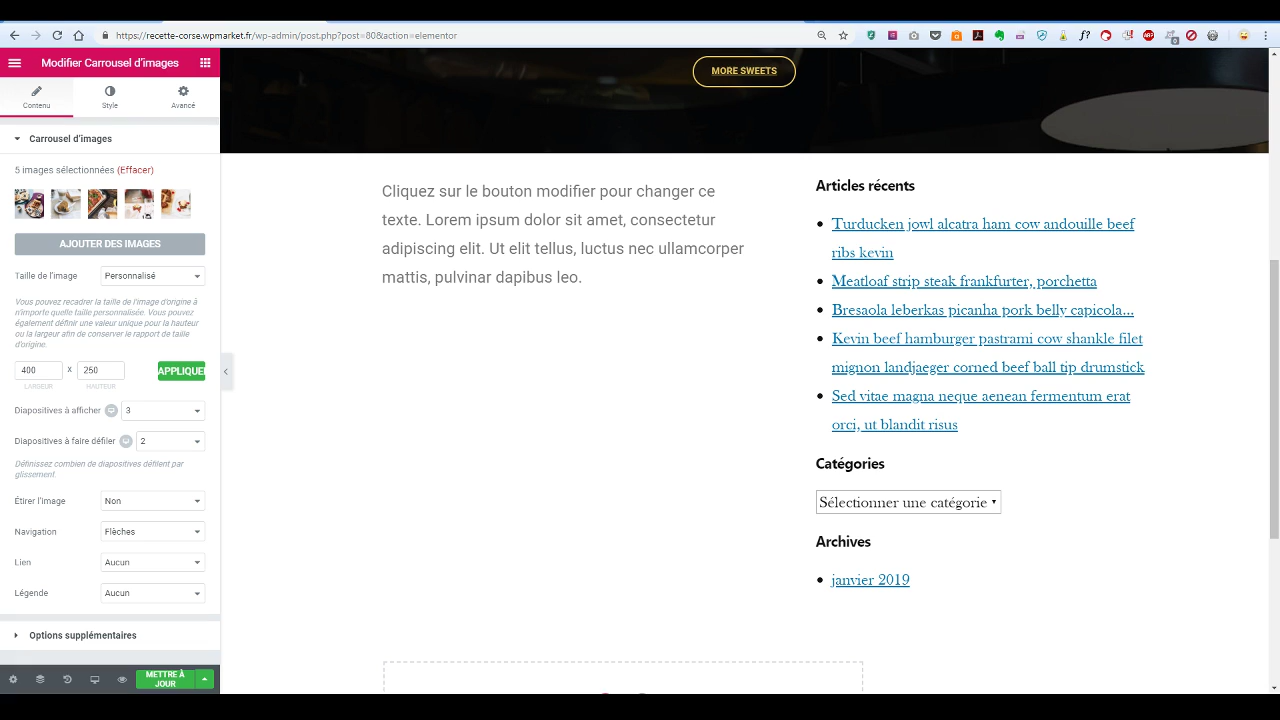 https://recette-corse.wpmarket.fr/wp-admin/post.php?post=80&action=elementor
Modifier Carrousel d'images
Contenu
Style
Avancé
Carrousel d'images
5 images sélectionnées (Effacer)
AJOUTER DES IMAGES
Taille de l'image
Personnalisé
Vous pouvez recadrer la taille de l'image d'origine à
n'importe quelle taille personnalisée. Vous pouvez
également définir une valeur unique pour la hauteur
ou la largeur afin de conserver le rapport de taille
d'origine.
400 x 250 APPLIQUER
LARGEUR
HAUTEUR
Diapositives à afficher
3
Diapositives à faire défiler
2
Définissez combien de diapositives défilent par
glissement.
Étirer l'image
Non
Navigation
Flèches
Lien
Aucun
Légende
Aucun
Options supplémentaires
METTRE À
JOUR
MORE SWEETS
Cliquez sur le bouton modifier pour changer ce
texte. Lorem ipsum dolor sit amet, consectetur
adipiscing elit. Ut elit tellus, luctus nec ullamcorper
mattis, pulvinar dapibus leo.
Articles récents
Turducken jowl alcatra ham cow andouille beef
ribs kevin
Meatloaf strip steak frankfurter, porchetta
Bresaola leberkas picanha pork belly capicola...
Kevin beef hamburger pastrami cow shankle filet
mignon landjaeger corned beef ball tip drumstick
Sed vitae magna neque aenean fermentum erat
orci, ut blandit risus
Catégories
Sélectionner une catégorie
Archives
janvier 2019